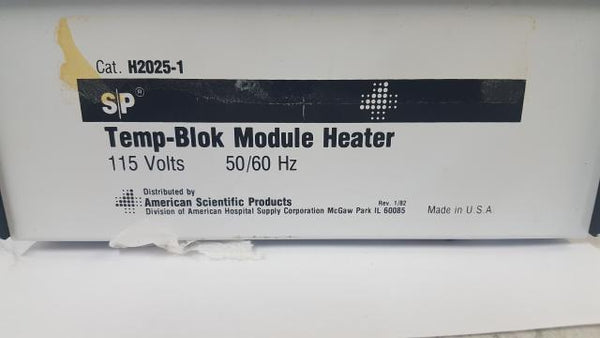 Cat. H2025-1
S|P®
Temp-Blok Module Heater
115 Volts 50/60 Hz
Distributed by
American Scientific Products Rev. 1/82
Division of American Hospital Supply Corporation McGaw Park IL 60085 Made in U.S.A